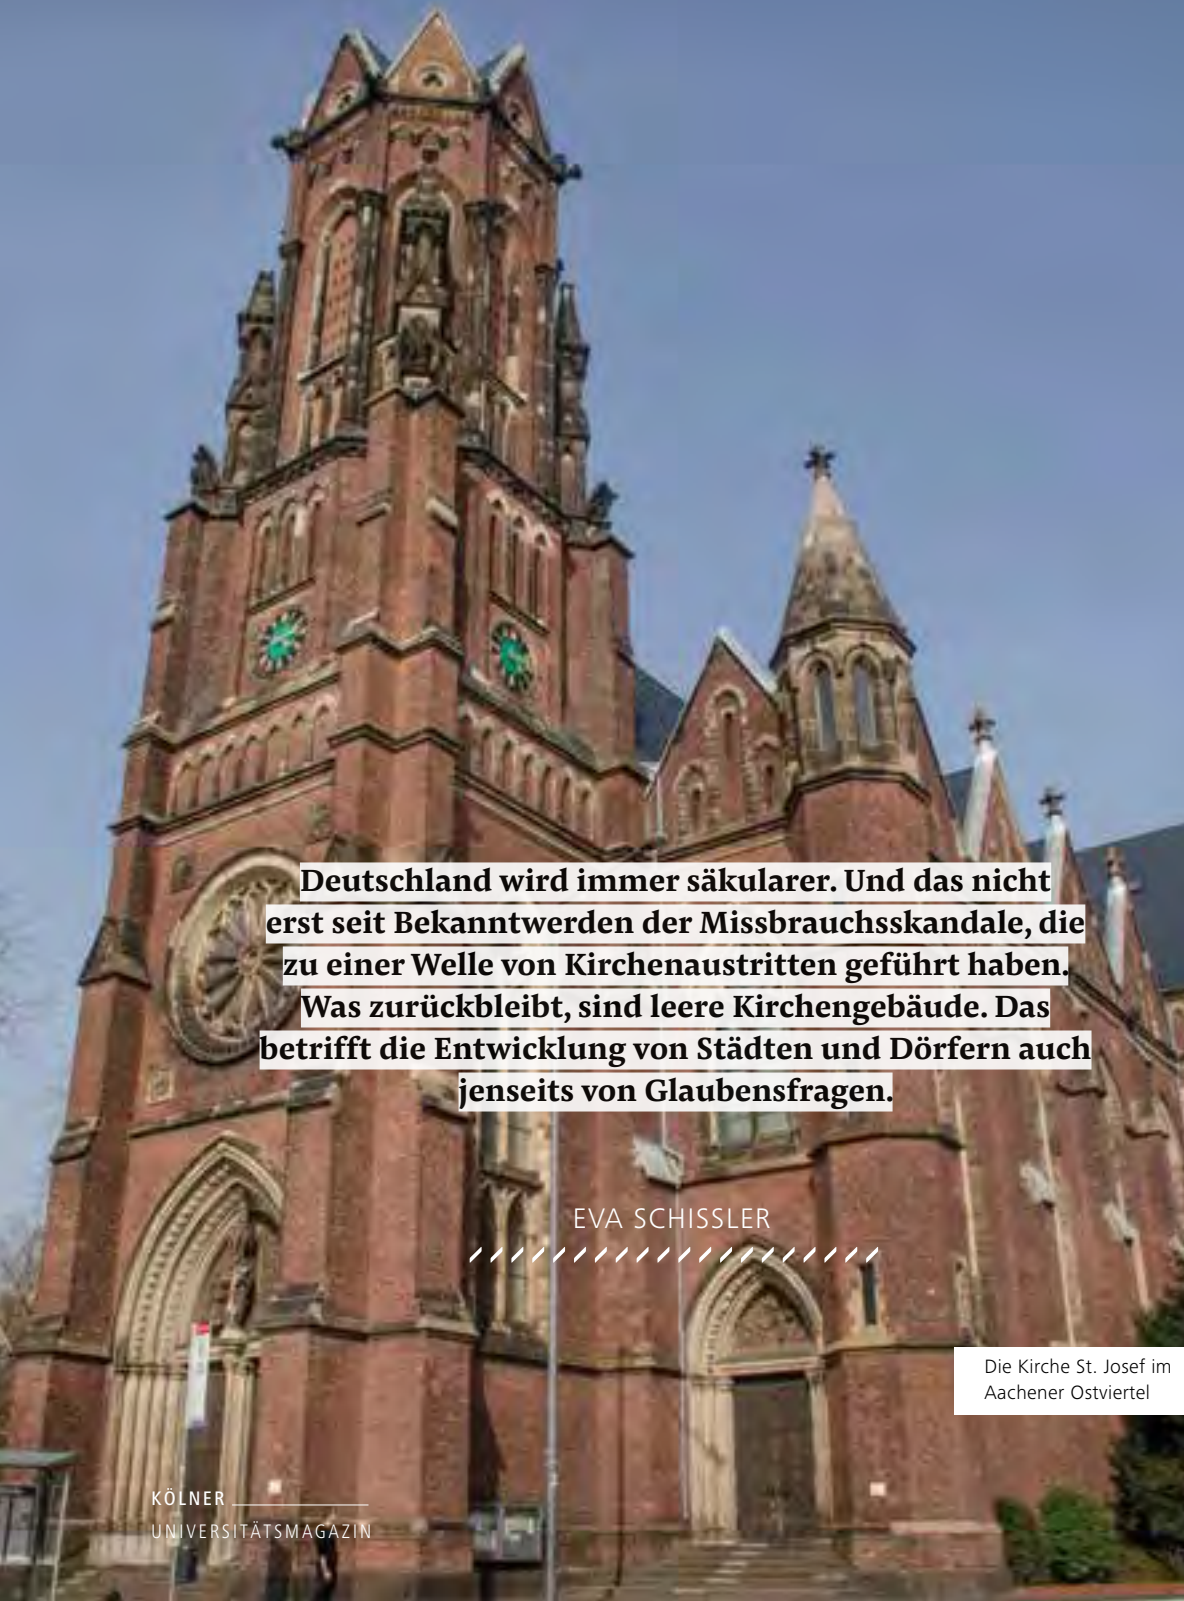 Deutschland wird immer säkularer. Und das nicht
erst seit Bekanntwerden der Missbrauchsskandale, die
zu einer Welle von Kirchenaustritten geführt haben.
Was zurückbleibt, sind leere Kirchengebäude. Das
betrifft die Entwicklung von Städten und Dörfern auch
jenseits von Glaubensfragen.
EVA SCHISSLER
Die Kirche St. Josef im
Aachener Ostviertel
KÖLNER
UNIVERSITÄTSMAGAZIN